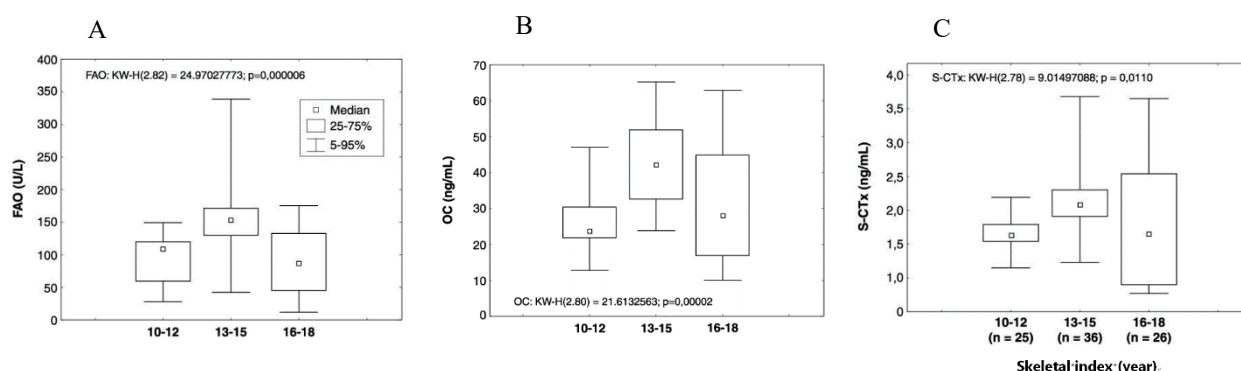 A
FAO: KW-H(2.82) = 24.97027773; p=0,000006
Median
25-75%
5-95%
400
350
300
250
200
150
100
50
0
FAO (U/L)
10-12
13-15
16-18
B
70
60
50
40
30
20
10
0
OC (ng/mL)
OC: KW-H(2.80) = 21.6132563; p=0,00002
10-12
13-15
16-18
C
S-CTx: KW-H(2.78) = 9.01497088; p = 0,0110
4,0
3,5
3,0
2,5
2,0
1,5
1,0
0
S-CTx (ng/mL)
10-12 13-15 16-18
(n = 25) (n = 36) (n = 26)
Skeletal index (year)